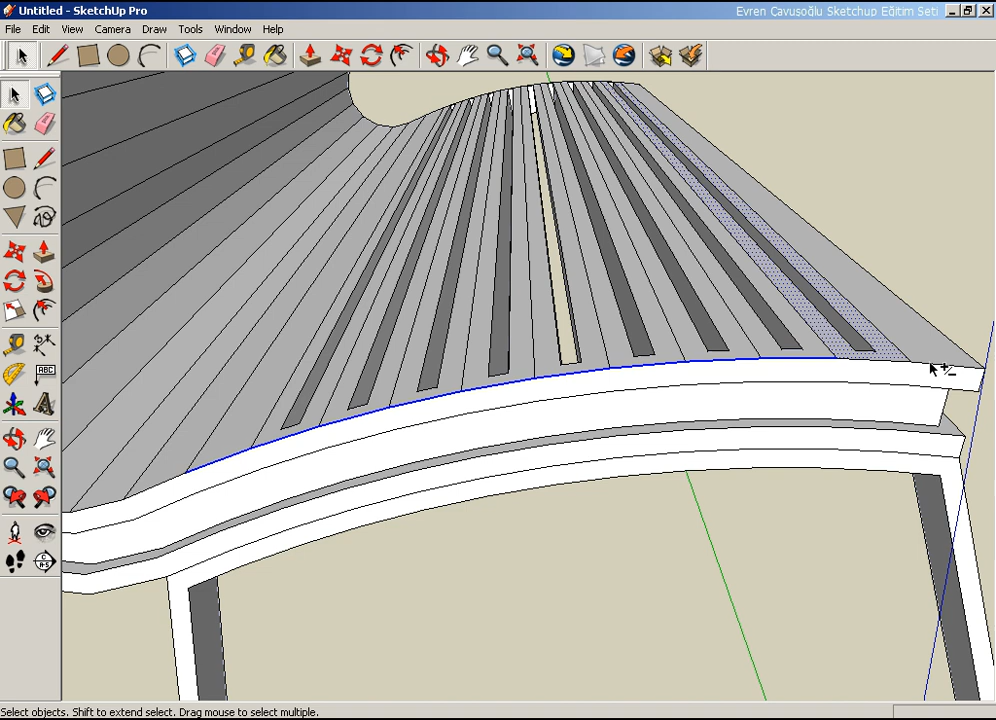 Untitled - SketchUp Pro
Evren Çavuşoğlu Sketchup Eğitim Seti
File Edit View Camera Draw Tools Window Help
ABC
Select objects. Shift to extend select. Drag mouse to select multiple.